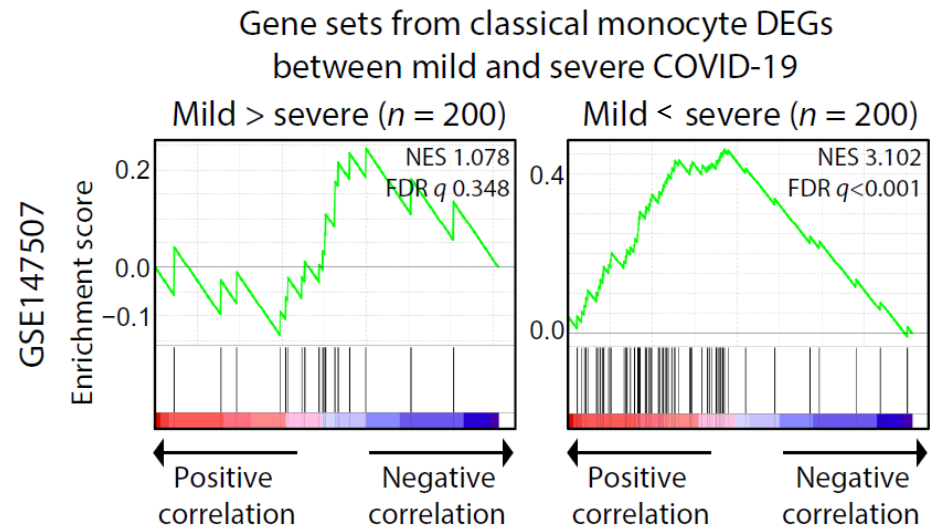 Gene sets from classical monocyte DEGs
between mild and severe COVID-19
Mild > severe (n = 200)
Mild < severe (n = 200)
GSE147507
Enrichment score
0.2
0.0
−0.1
NES 1.078
FDR q 0.348
0.4
0.0
NES 3.102
FDR q<0.001
Positive
correlation
Negative
correlation
Positive
correlation
Negative
correlation